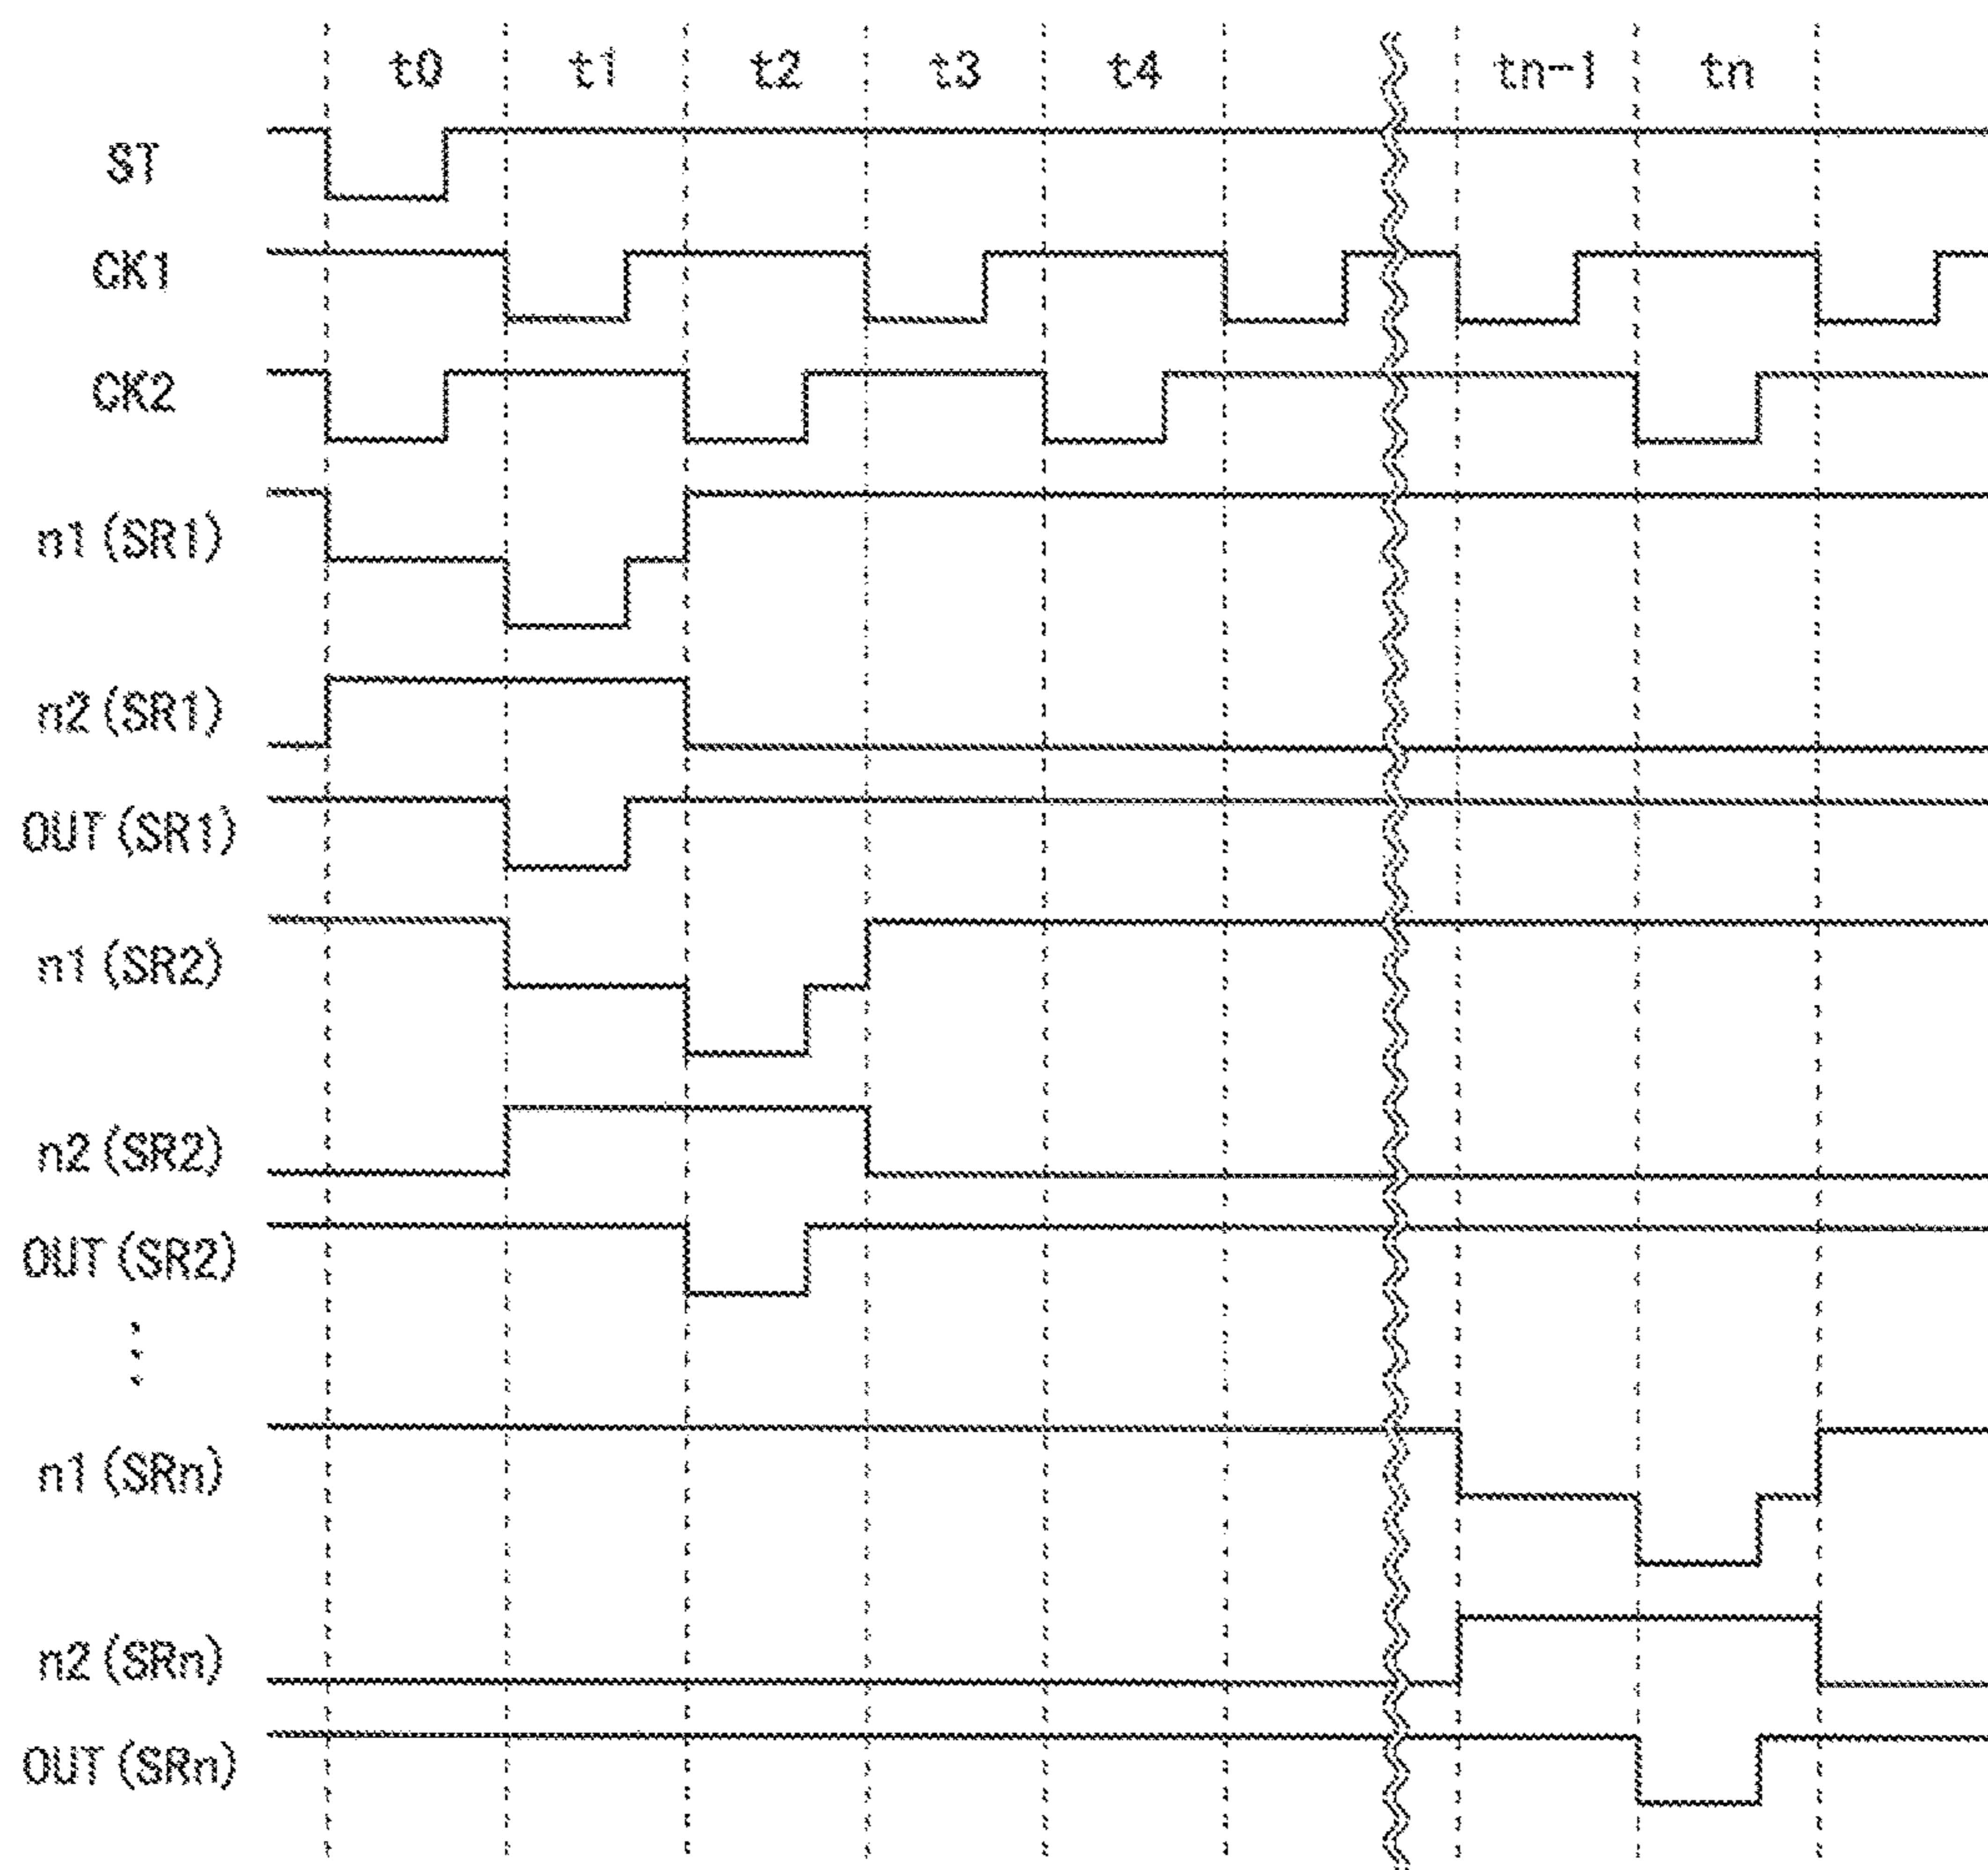 t0 t1 t2 t3 t4 tn-1 tn
ST
CK1
CK2
n1(SR1)
n2(SR1)
OUT(SR1)
n1(SR2)
n2(SR2)
OUT(SR2)
n1(SRn)
n2(SRn)
OUT(SRn)